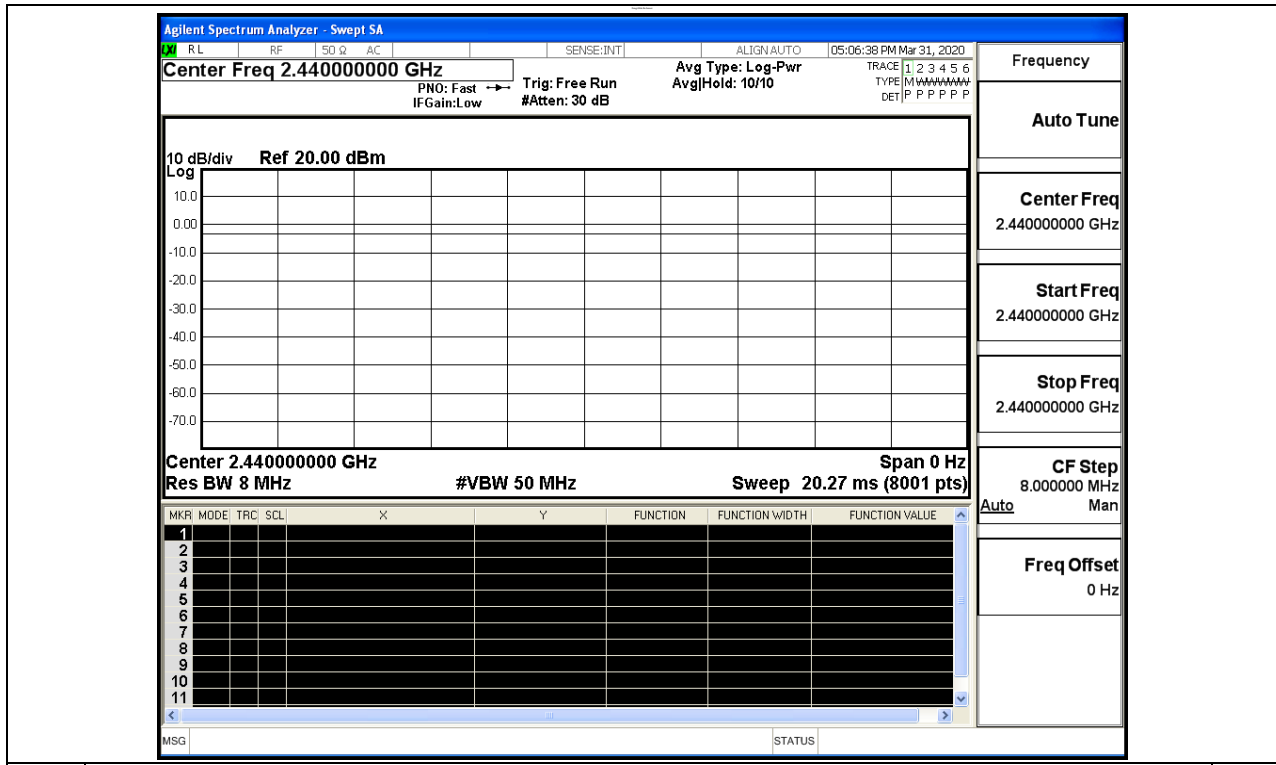 Agilent Spectrum Analyzer - Swept SA
LXI RL RF 50 Ω AC SENSE:INT ALIGN AUTO 05:06:38 PM Mar 31, 2020
Center Freq 2.440000000 GHz
PNO: Fast
IFGain:Low
Trig: Free Run
#Atten: 30 dB
Avg Type: Log-Pwr
Avg|Hold: 10/10
TRACE 1 2 3 4 5 6
TYPE M WWWWW
DET P P P P P P
10 dB/div Ref 20.00 dBm
Log
10.0
0.00
-10.0
-20.0
-30.0
-40.0
-50.0
-60.0
-70.0
Center 2.440000000 GHz Span 0 Hz
Res BW 8 MHz #VBW 50 MHz Sweep 20.27 ms (8001 pts)
MKR MODE TRC SCL X Y FUNCTION FUNCTION WIDTH FUNCTION VALUE
1
2
3
4
5
6
7
8
9
10
11
MSG STATUS
Frequency
Auto Tune
Center Freq
2.440000000 GHz
Start Freq
2.440000000 GHz
Stop Freq
2.440000000 GHz
CF Step
8.000000 MHz
Auto Man
Freq Offset
0 Hz